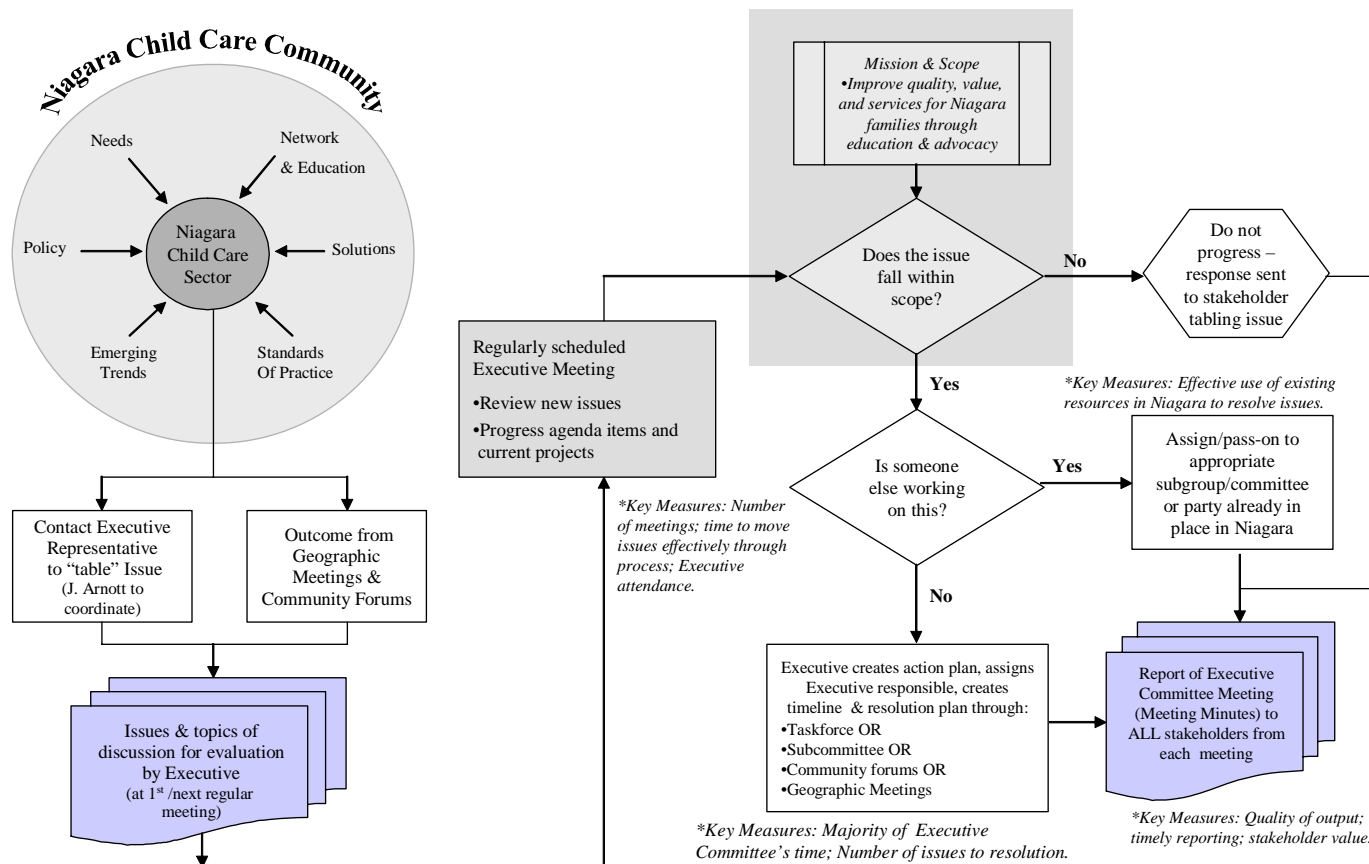 Niagara Child Care Community
Needs
Network
& Education
Policy
Niagara
Child Care
Sector
Solutions
Emerging
Trends
Standards
Of Practice
Contact Executive
Representative
to “table” Issue
(J. Arnott to
coordinate)
Outcome from
Geographic
Meetings &
Community Forums
Issues & topics of
discussion for evaluation
by Executive
(at 1st /next regular
meeting)
Regularly scheduled
Executive Meeting
•Review new issues
•Progress agenda items and
current projects
*Key Measures: Number
of meetings; time to move
issues effectively through
process; Executive
attendance.
Mission & Scope
•Improve quality, value,
and services for Niagara
families through
education & advocacy
Does the issue
fall within
scope?
No
Do not
progress –
response sent
to stakeholder
tabling issue
Yes
*Key Measures: Effective use of existing
resources in Niagara to resolve issues.
Is someone
else working
on this?
Yes
Assign/pass-on to
appropriate
subgroup/committee
or party already in
place in Niagara
No
Executive creates action plan, assigns
Executive responsible, creates
timeline & resolution plan through:
•Taskforce OR
•Subcommittee OR
•Community forums OR
•Geographic Meetings
Report of Executive
Committee Meeting
(Meeting Minutes) to
ALL stakeholders from
each meeting
*Key Measures: Majority of Executive
Committee’s time; Number of issues to resolution.
*Key Measures: Quality of output;
timely reporting; stakeholder value.